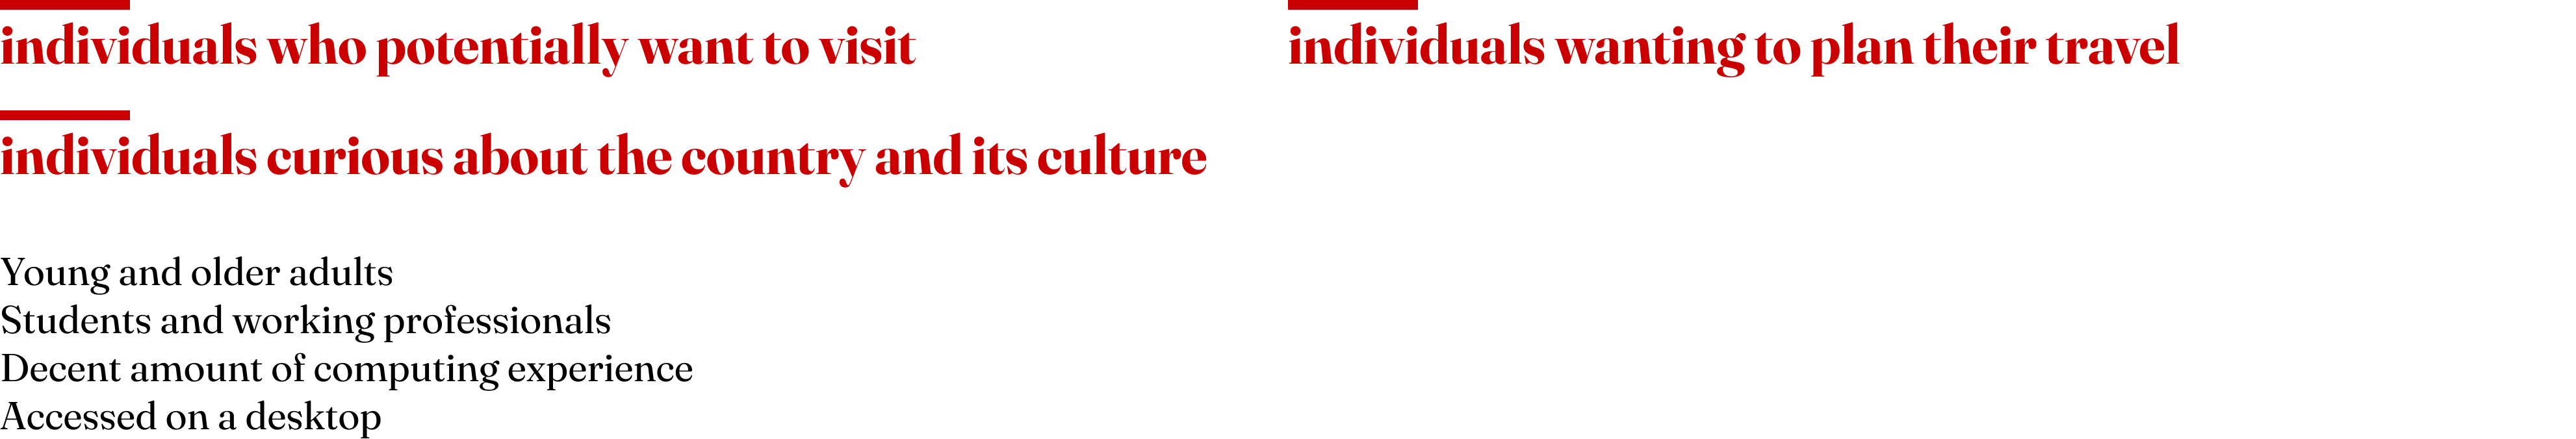 individuals who potentially want to visit
individuals wanting to plan their travel
individuals curious about the country and its culture
Young and older adults
Students and working professionals
Decent amount of computing experience
Accessed on a desktop